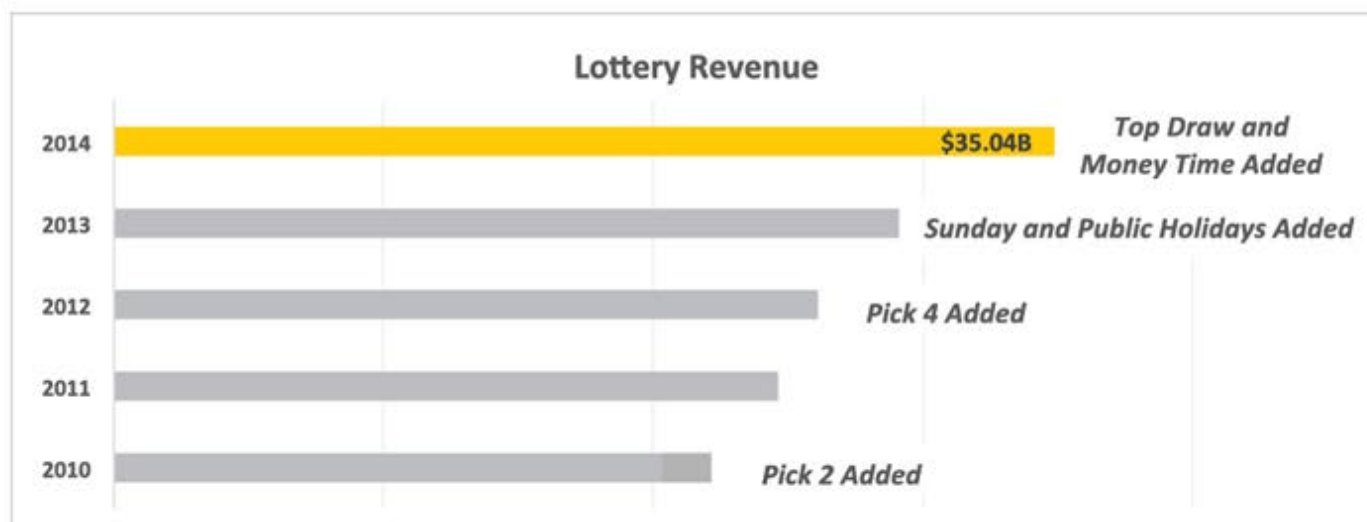 Lottery Revenue
2014
$35.04B
Top Draw and
Money Time Added
2013
Sunday and Public Holidays Added
2012
Pick 4 Added
2011
2010
Pick 2 Added